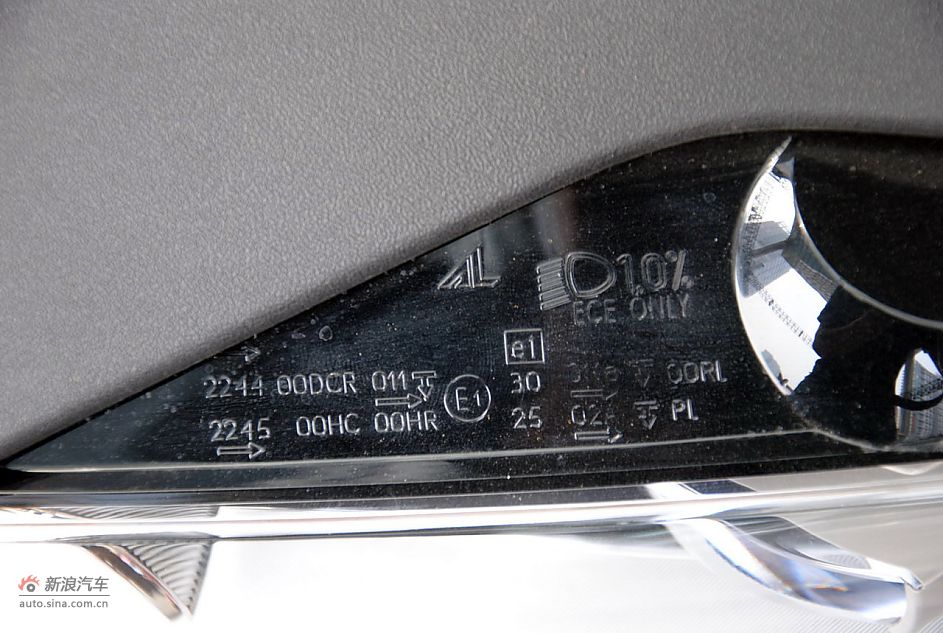 AL
1.0%
ECE ONLY
e1
2244 00DCR 011 E1 30 00RL
2245 00HC 00HR 25 02A PL
新浪汽车
auto.sina.com.cn